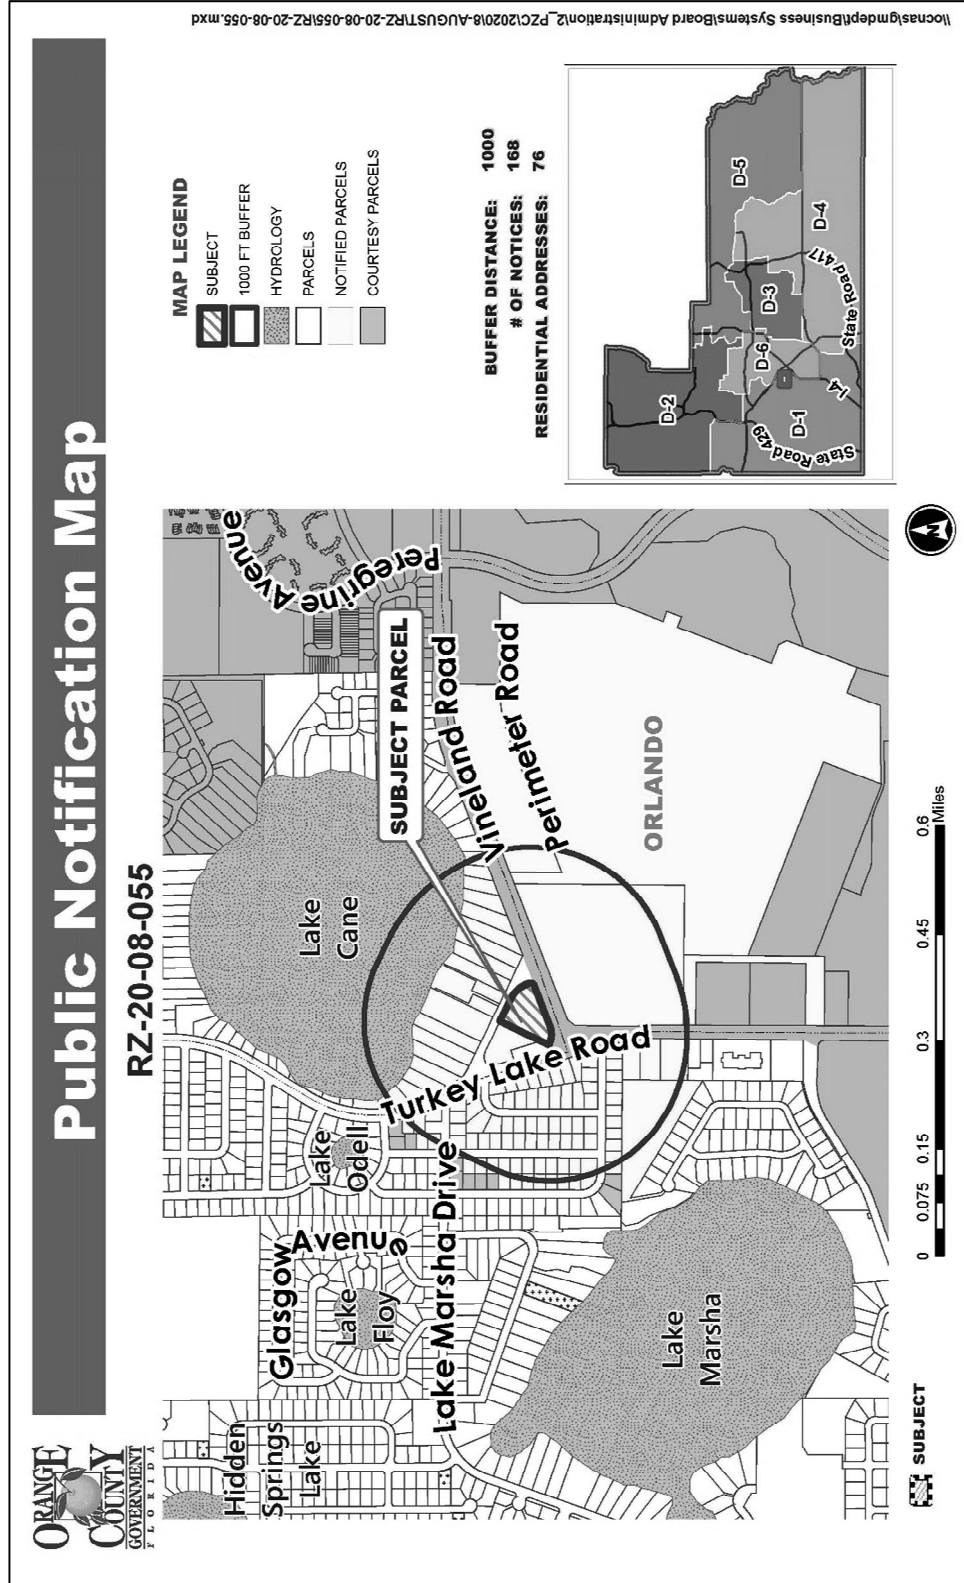 ORANGE
COUNTY
GOVERNMENT
FLORIDA
Public Notification Map
RZ-20-08-055
Hidden
Springs
Lake
Glasgow
Avenue
Lake
Floy
Lake
Odell
Lake
Cane
Peregrine Avenue
SUBJECT PARCEL
Lake Marsha Drive
Turkey Lake Road
Vineland Road
Perimeter Road
Lake
Marsha
ORLANDO
MAP LEGEND
SUBJECT
1000 FT BUFFER
HYDROLOGY
PARCELS
NOTIFIED PARCELS
COURTESY PARCELS
BUFFER DISTANCE: 1000
# OF NOTICES: 168
RESIDENTIAL ADDRESSES: 76
D-2
D-5
D-3
D-6
D-1
D-4
State Road 429
I-4
State Road 417
SUBJECT
0 0.075 0.15 0.3 0.45 0.6
Miles
N
\\ocnas\gmdept\Business Systems\Board Administration\2_PZC\2020\8-AUGUST\RZ-20-08-055\RZ-20-08-055.mxd